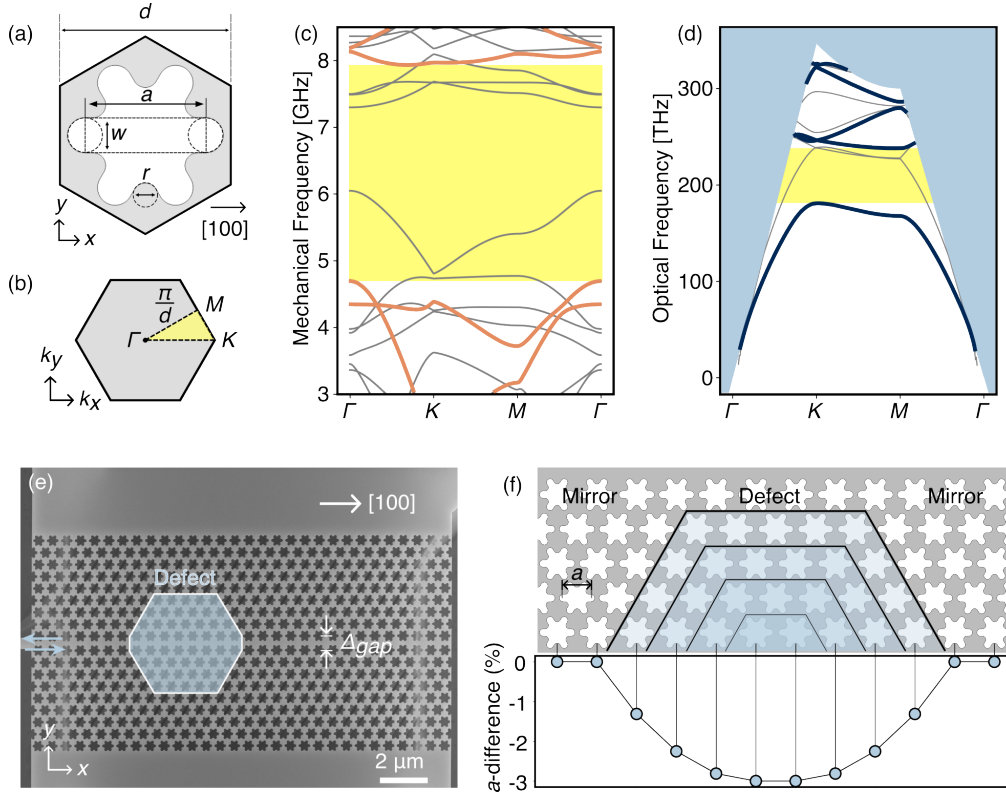 (a)
d
a
w
r
y
x
[100]
(b)
π
d
M
Γ
K
ky
kx
(c)
Mechanical Frequency [GHz]
8
7
6
5
4
3
Γ K M Γ
(d)
Optical Frequency [THz]
300
200
100
0
Γ K M Γ
(e)
[100]
Defect
Δgap
y
x
2 μm
(f)
Mirror Defect Mirror
a
a-difference (%)
0
-1
-2
-3